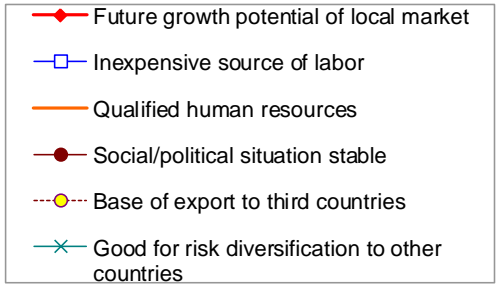 Future growth potential of local market
Inexpensive source of labor
Qualified human resources
Social/political situation stable
Base of export to third countries
Good for risk diversification to other
countries